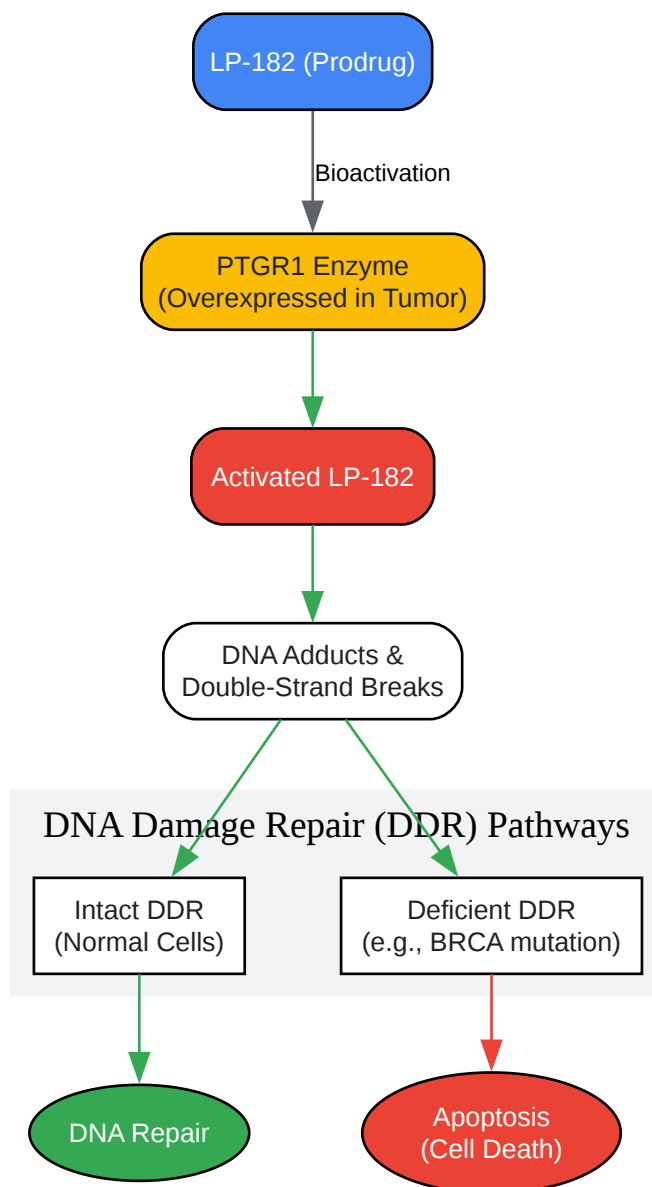 LP-182 (Prodrug)
Bioactivation
PTGR1 Enzyme
(Overexpressed in Tumor)
Activated LP-182
DNA Adducts &
Double-Strand Breaks
DNA Damage Repair (DDR) Pathways
Intact DDR
(Normal Cells)
Deficient DDR
(e.g., BRCA mutation)
DNA Repair
Apoptosis
(Cell Death)